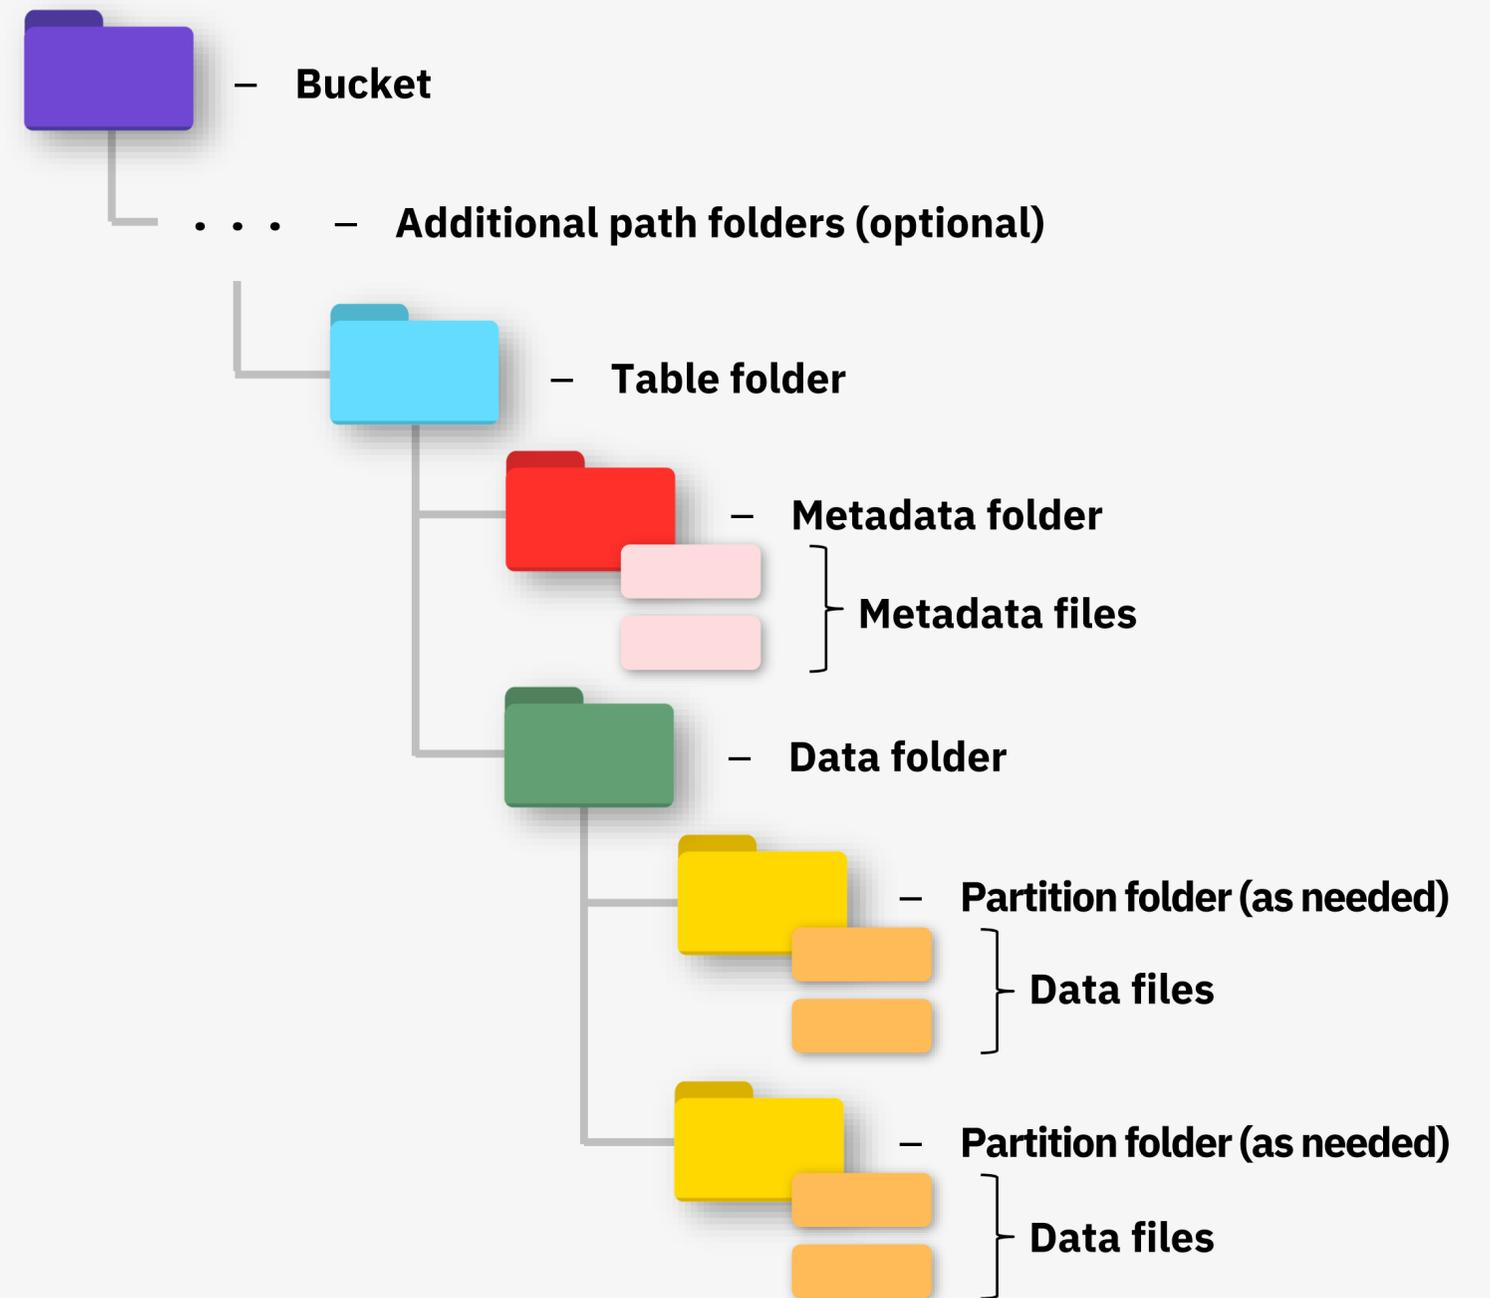 – Bucket
. . . – Additional path folders (optional)
– Table folder
– Metadata folder
Metadata files
– Data folder
– Partition folder (as needed)
Data files
– Partition folder (as needed)
Data files